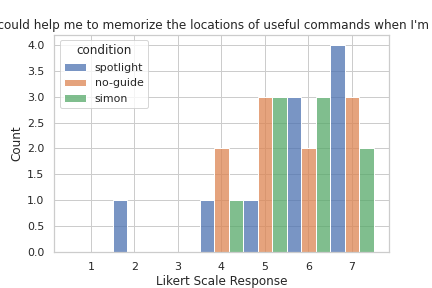 could help me to memorize the locations of useful commands when I'm
condition
spotlight
no-guide
simon
4.0
3.5
3.0
2.5
2.0
1.5
1.0
0.5
0.0
Count
1 2 3 4 5 6 7
Likert Scale Response